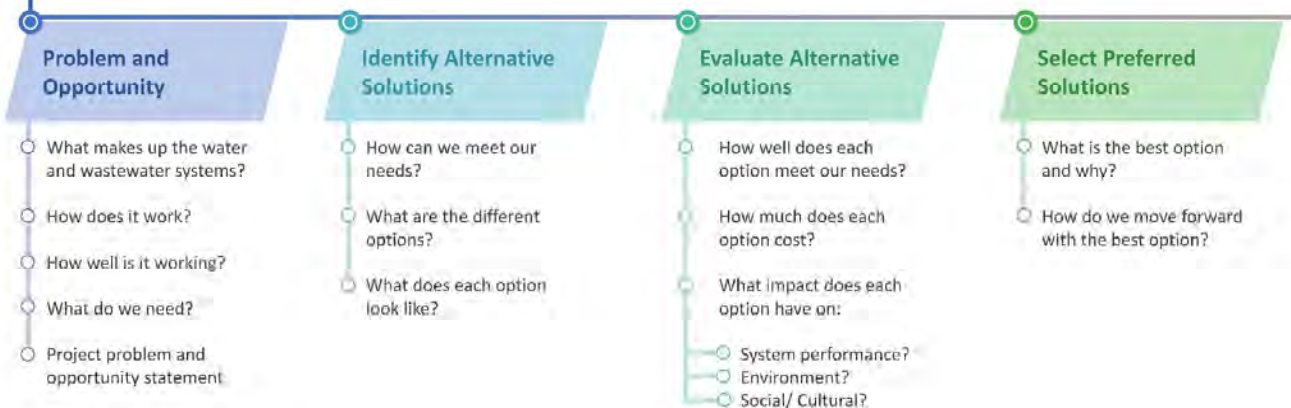 Problem and
Opportunity
What makes up the water
and wastewater systems?
How does it work?
How well is it working?
What do we need?
Project problem and
opportunity statement
Identify Alternative
Solutions
How can we meet our
needs?
What are the different
options?
What does each option
look like?
Evaluate Alternative
Solutions
How well does each
option meet our needs?
How much does each
option cost?
What impact does each
option have on:
System performance?
Environment?
Social/ Cultural?
Select Preferred
Solutions
What is the best option
and why?
How do we move forward
with the best option?